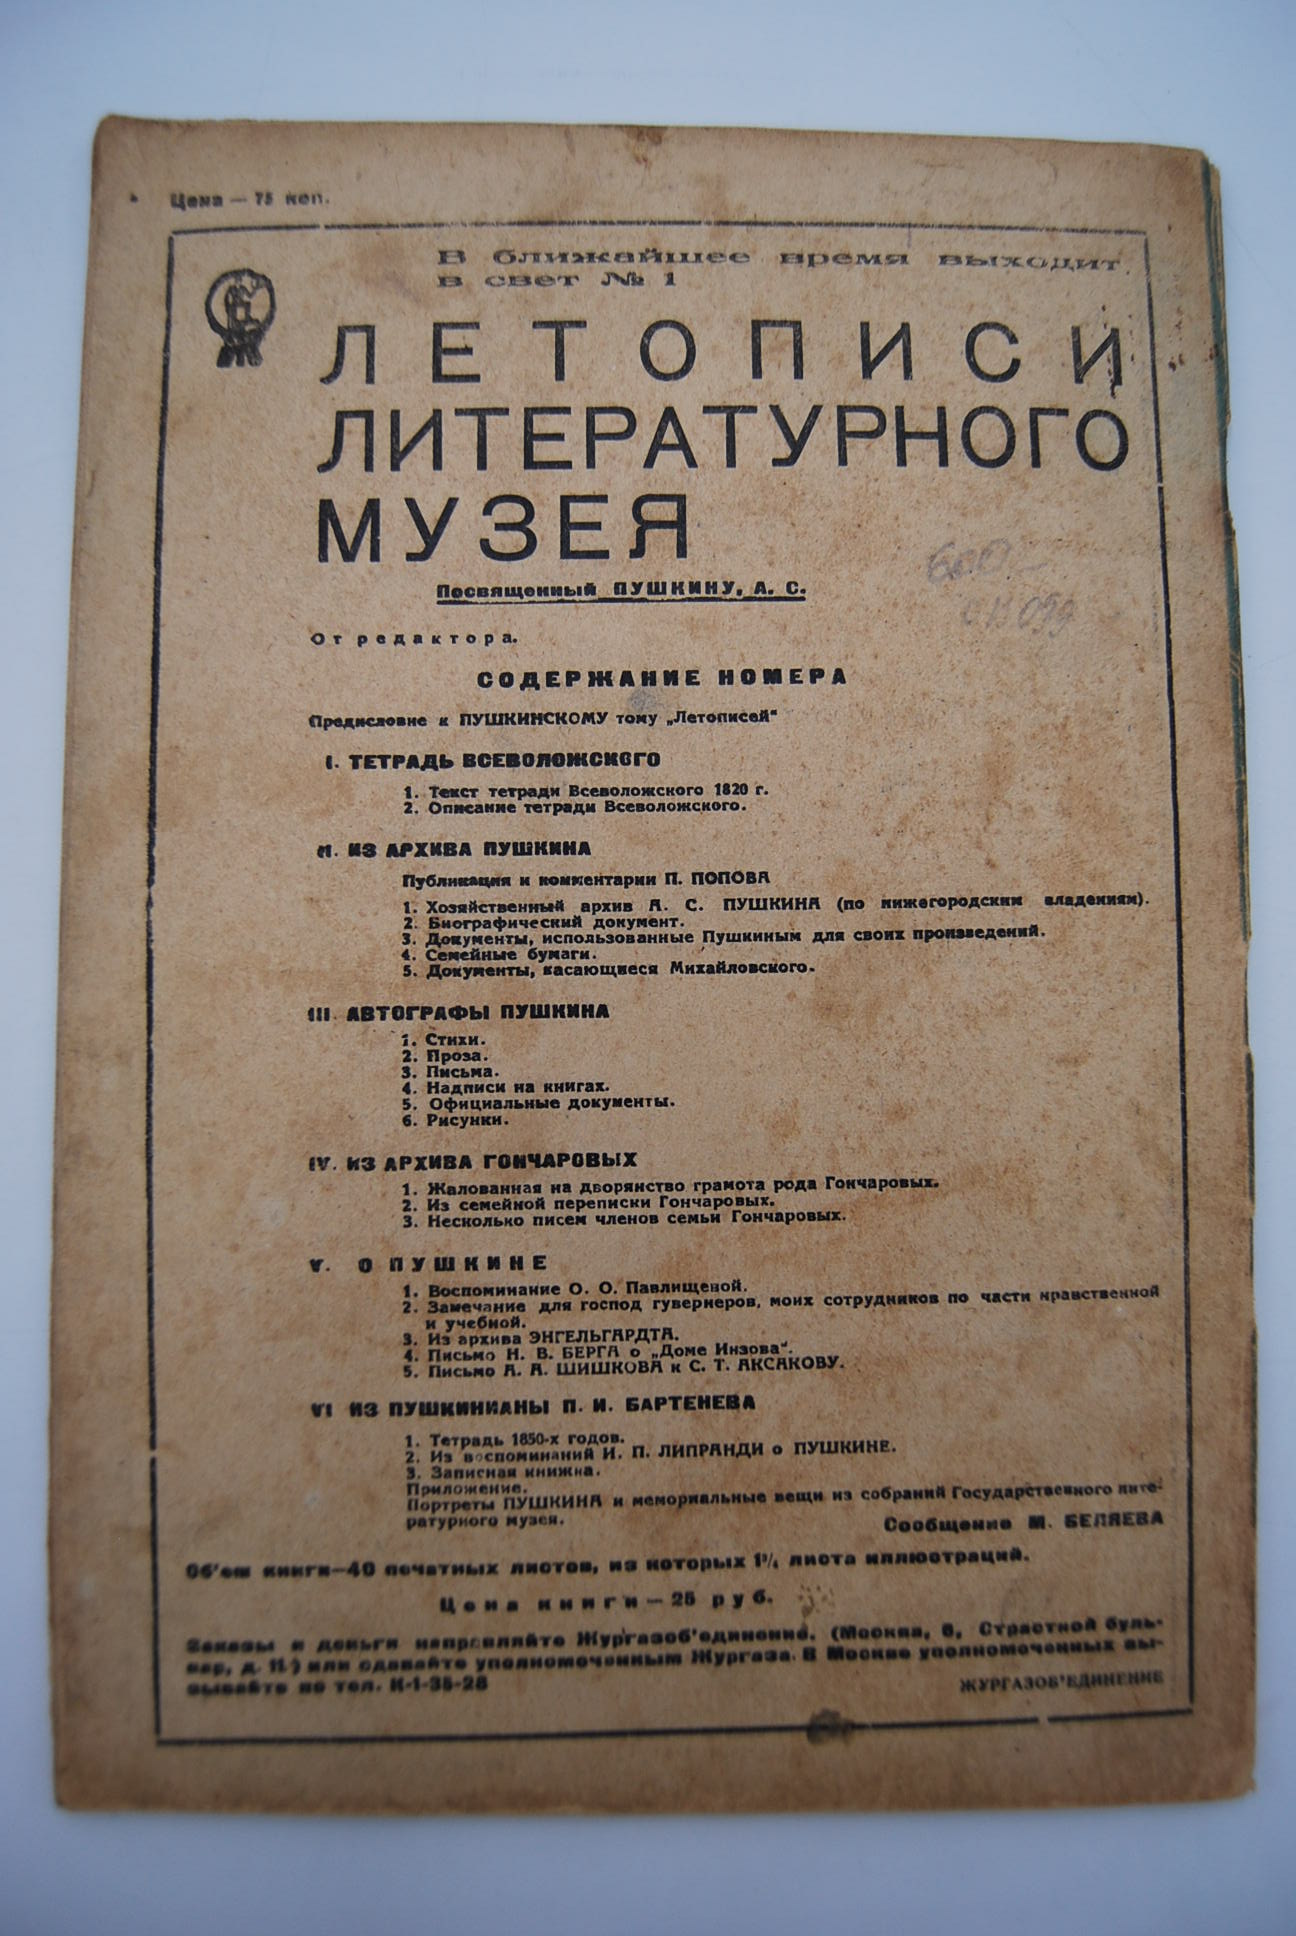 Цена — 75 коп.
В ближайшее время выходит
в свет № 1
ЛЕТОПИСИ
ЛИТЕРАТУРНОГО
МУЗЕЯ
Посвященный ПУШКИНУ, А. С.
От редактора.
СОДЕРЖАНИЕ НОМЕРА
Предисловие к ПУШКИНСКОМУ тому „Летописей“
I. ТЕТРАДЬ ВСЕВОЛОЖСКОГО
1. Текст тетради Всеволожского 1820 г.
2. Описание тетради Всеволожского.
II. ИЗ АРХИВА ПУШКИНА
Публикация и комментарии П. ПОПОВА
1. Хозяйственный архив А. С. ПУШКИНА (по нижегородским владениям).
2. Биографический документ.
3. Документы, использованные Пушкиным для своих произведений.
4. Семейные бумаги.
5. Документы, касающиеся Михайловского.
III. АВТОГРАФЫ ПУШКИНА
1. Стихи.
2. Проза.
3. Письма.
4. Надписи на книгах.
5. Официальные документы.
6. Рисунки.
IV. ИЗ АРХИВА ГОНЧАРОВЫХ
1. Жалованная на дворянство грамота рода Гончаровых.
2. Из семейной переписки Гончаровых.
3. Несколько писем членов семьи Гончаровых.
V. О ПУШКИНЕ
1. Воспоминание О. О. Павлищевой.
2. Замечание для господ гувернеров, моих сотрудников по части нравственной
и учебной.
3. Из архива ЭНГЕЛЬГАРДТА.
4. Письмо Н. В. БЕРГА о „Доме Инзова“.
5. Письмо А. А. ШИШКОВА к С. Т. АКСАКОВУ.
VI ИЗ ПУШКИНИАНЫ П. И. БАРТЕНЕВА
1. Тетрадь 1850-х годов.
2. Из воспоминаний И. П. ЛИПРАНДИ о ПУШКИНЕ.
3. Записная книжка.
Приложение.
Портреты ПУШКИНА и мемориальные вещи из собраний Государственного лите-
ратурного музея.
Сообщение М. БЕЛЯЕВА
Об'ем книги—40 печатных листов, из которых 1³/₄ листа иллюстраций.
Цена книги — 25 руб.
Заказы и деньги направляйте Жургазоб'единение. (Москва, 6, Страстной буль-
вар, д. 11.) или сдавайте уполномоченным Жургаза. В Москве уполномоченных вы-
зывайте по тел. К-1-35-28
ЖУРГАЗОБ'ЕДИНЕНИЕ